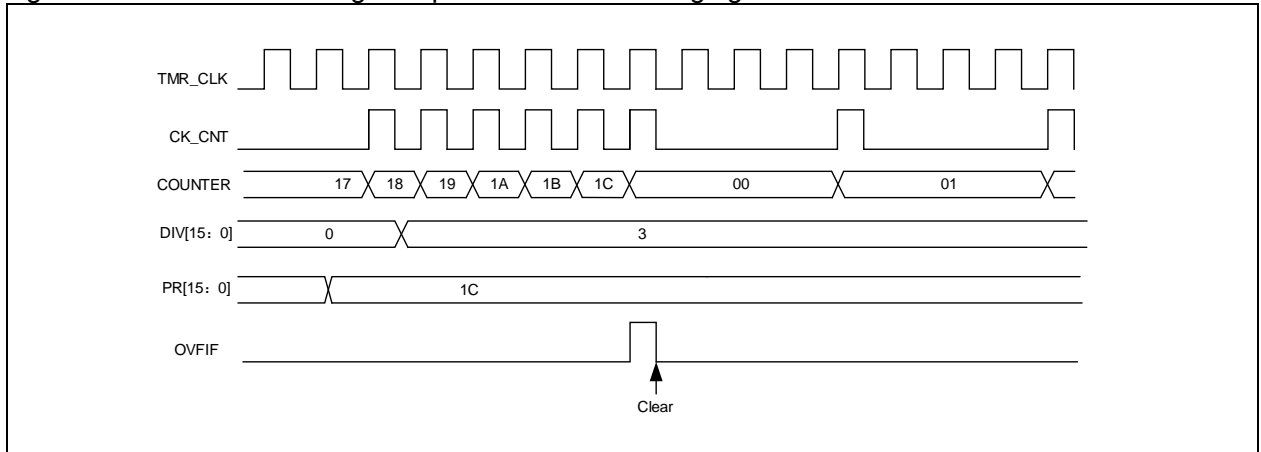 TMR_CLK
CK_CNT
COUNTER 17 18 19 1A 1B 1C 00 01
DIV[15：0] 0 3
PR[15：0] 1C
OVFIF
Clear